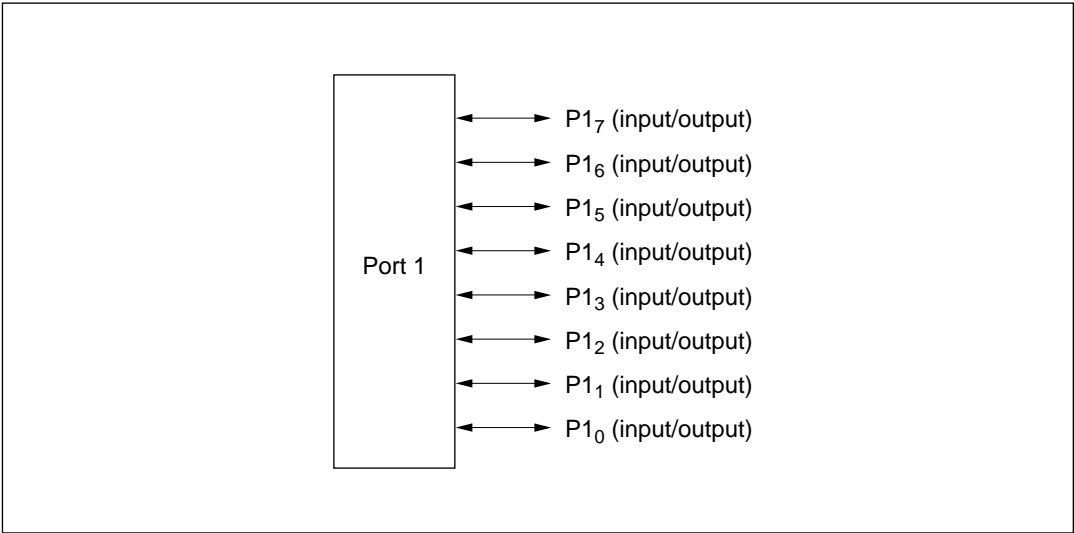 P1₇ (input/output)
P1₆ (input/output)
P1₅ (input/output)
P1₄ (input/output)
Port 1
P1₃ (input/output)
P1₂ (input/output)
P1₁ (input/output)
P1₀ (input/output)